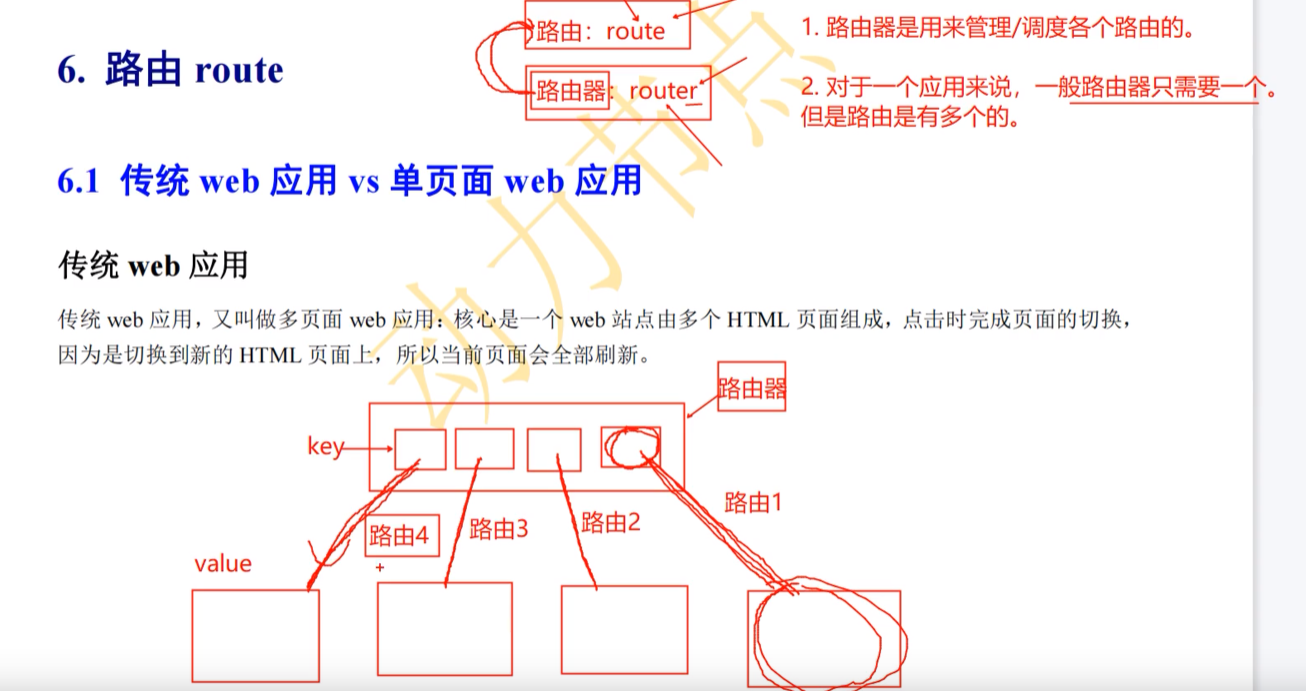 路由：route
1. 路由器是用来管理/调度各个路由的。
6. 路由 route
路由器：router
2. 对于一个应用来说，一般路由器只需要一个。
但是路由是有多个的。
6.1 传统 web 应用 vs 单页面 web 应用
传统 web 应用
传统 web 应用，又叫做多页面 web 应用：核心是一个 web 站点由多个 HTML 页面组成，点击时完成页面的切换，
因为是切换到新的 HTML 页面上，所以当前页面会全部刷新。
路由器
key
路由1
路由4
路由3
路由2
value
动力节点